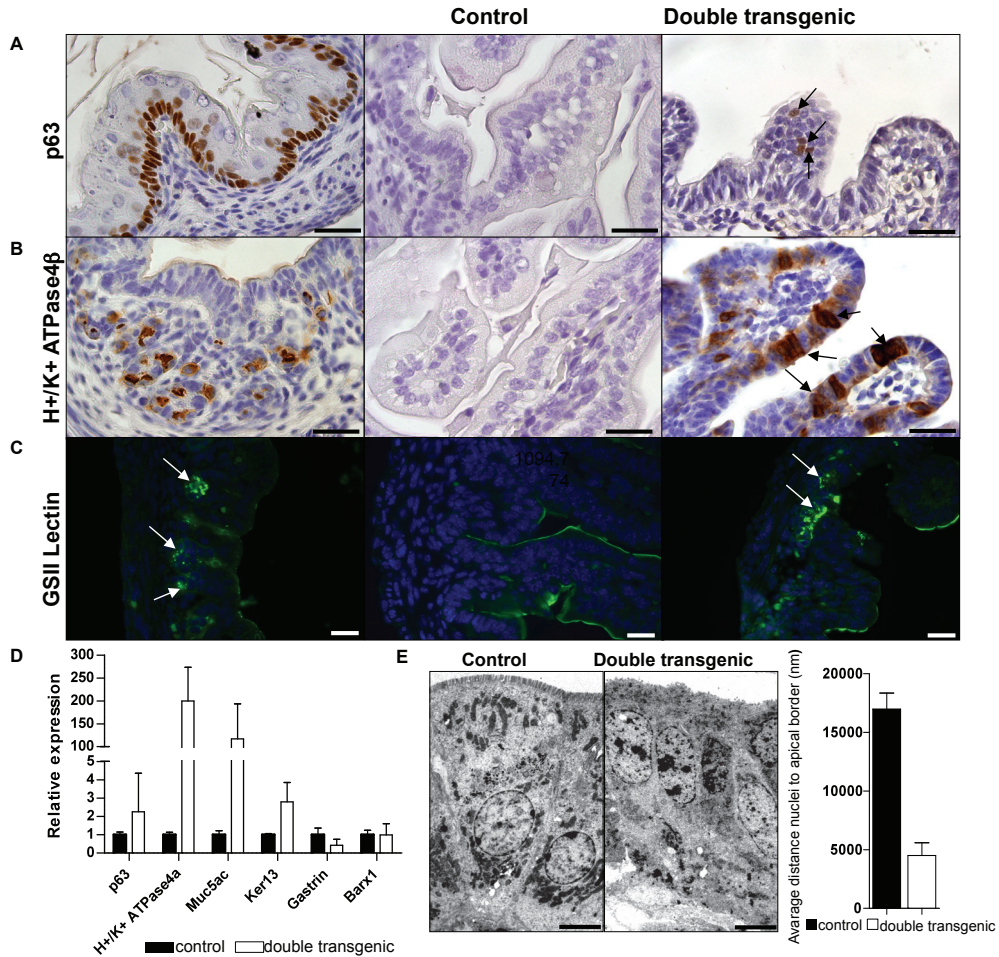 Control Double transgenic
A
p63
B
H+/K+ ATPase4β
C
GSII Lectin
1094,7
74
D
Relative expression
300
250
200
150
100
5
4
3
2
1
0
p63
H+/K+ ATPase4a
Muc5ac
Ker13
Gastrin
Barx1
control double transgenic
E
Control Double transgenic
Avarage distance nuclei to apical border (nm)
20000
15000
10000
5000
0
control double transgenic